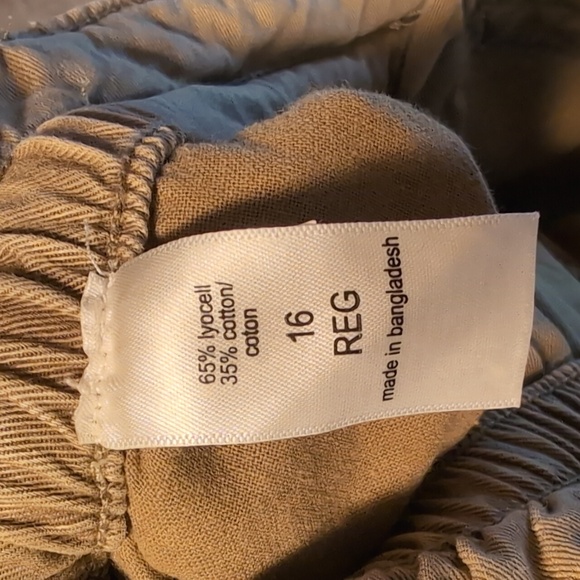 65% lyocell
35% cotton/
coton
16
REG
made in bangladesh